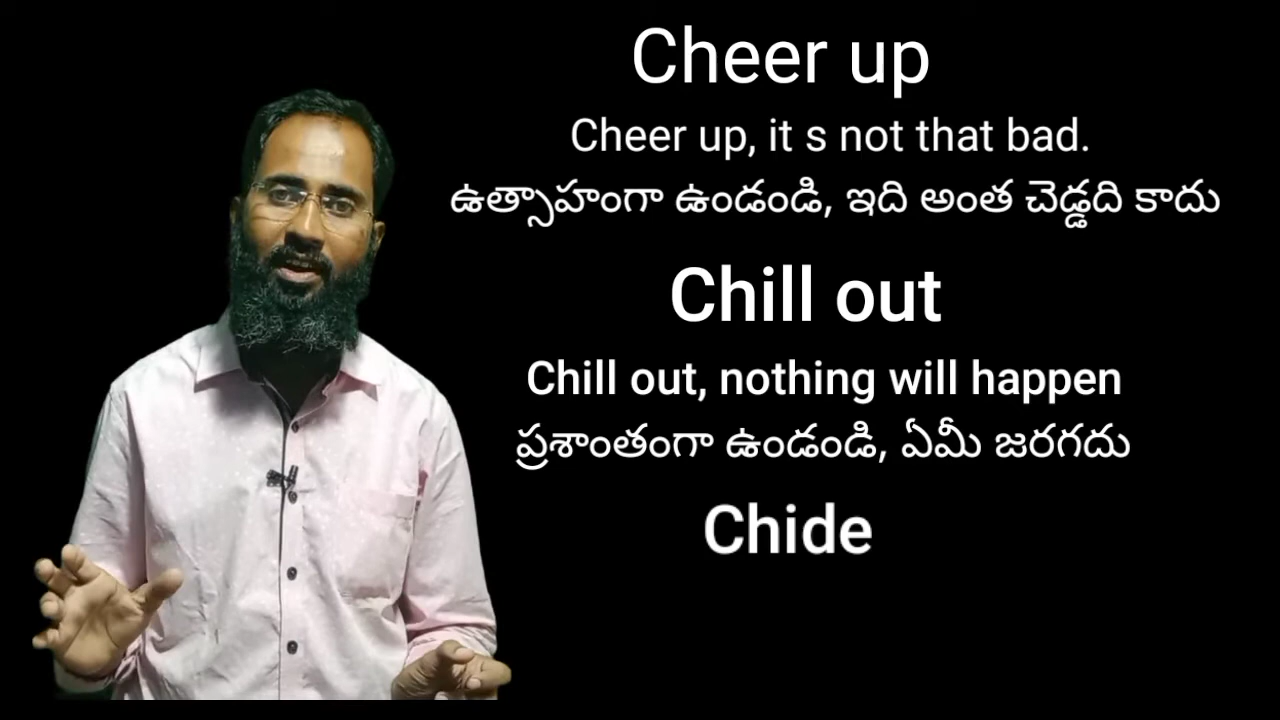 Cheer up
Cheer up, it s not that bad.
ఉత్సాహంగా ఉండండి, ఇది అంత చెడ్డది కాదు
Chill out
Chill out, nothing will happen
ప్రశాంతంగా ఉండండి, ఏమీ జరగదు
Chide